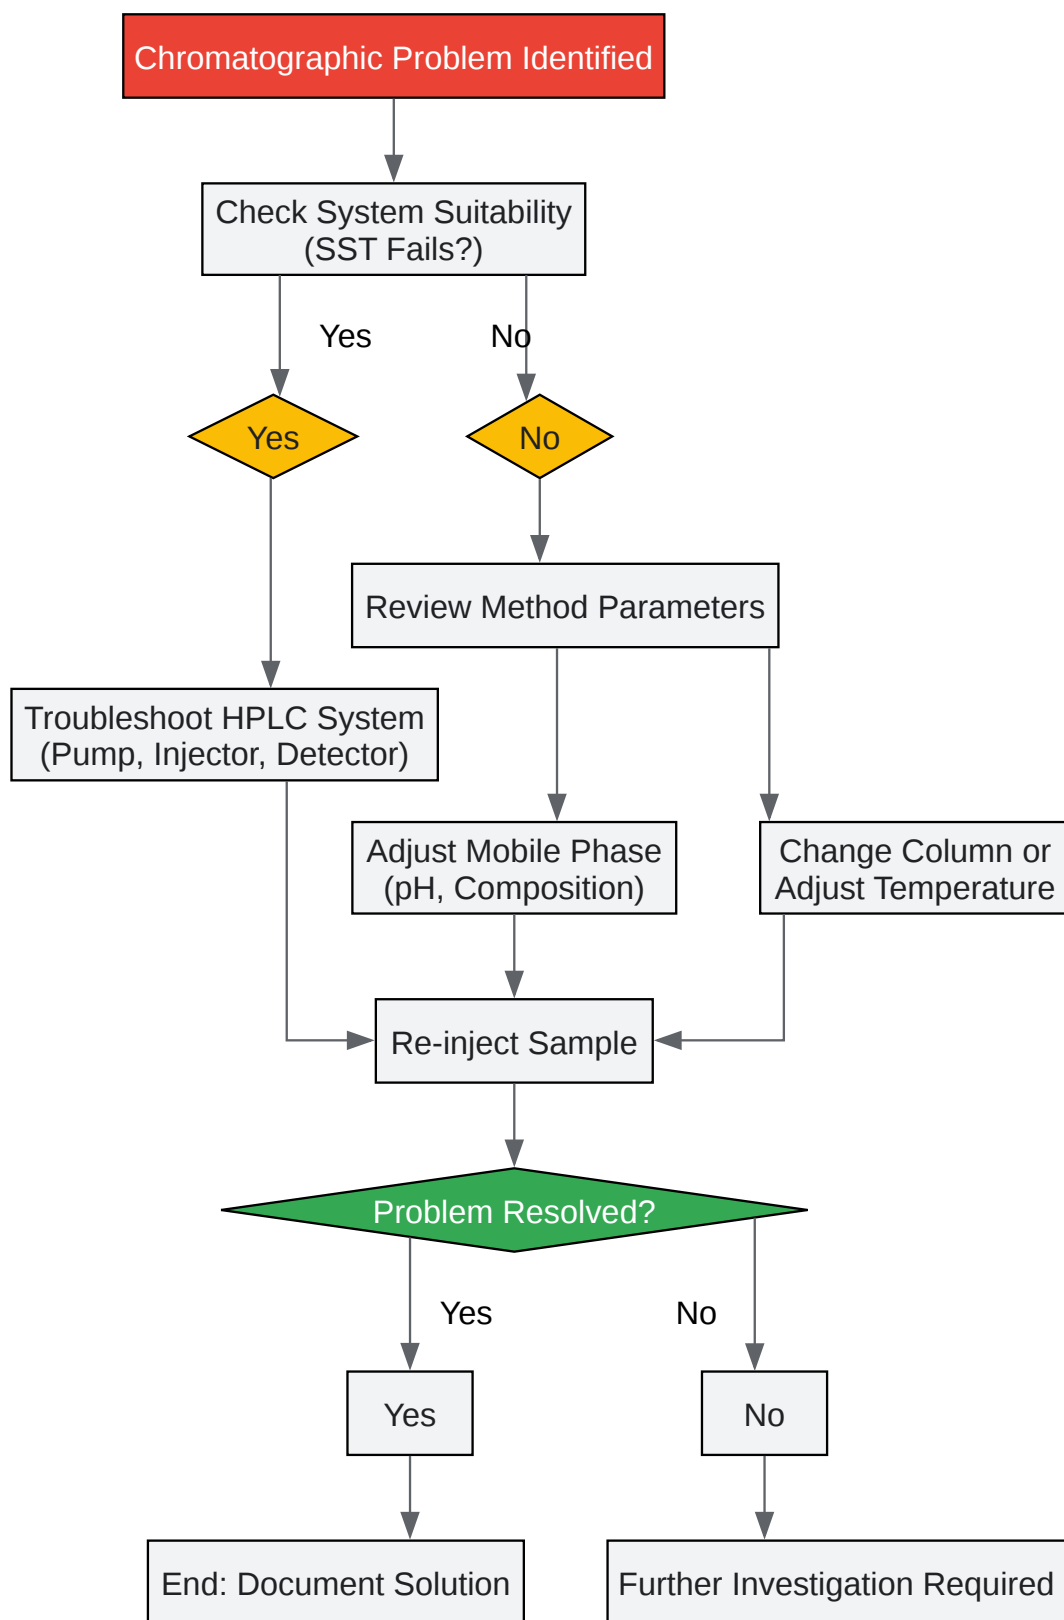 Chromatographic Problem Identified
Check System Suitability
(SST Fails?)
Yes
No
Yes
No
Review Method Parameters
Troubleshoot HPLC System
(Pump, Injector, Detector)
Adjust Mobile Phase
(pH, Composition)
Change Column or
Adjust Temperature
Re-inject Sample
Problem Resolved?
Yes
No
Yes
No
End: Document Solution
Further Investigation Required